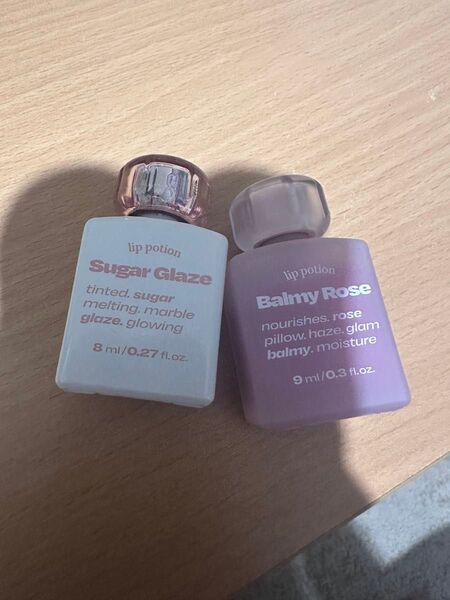 lip potion
Sugar Glaze
tinted. sugar
melting. marble
glaze. glowing
8 ml/0.27 fl.oz.
lip potion
Balmy Rose
nourishes. rose
pillow. haze. glam
balmy. moisture
9 ml/0.3 fl.oz.